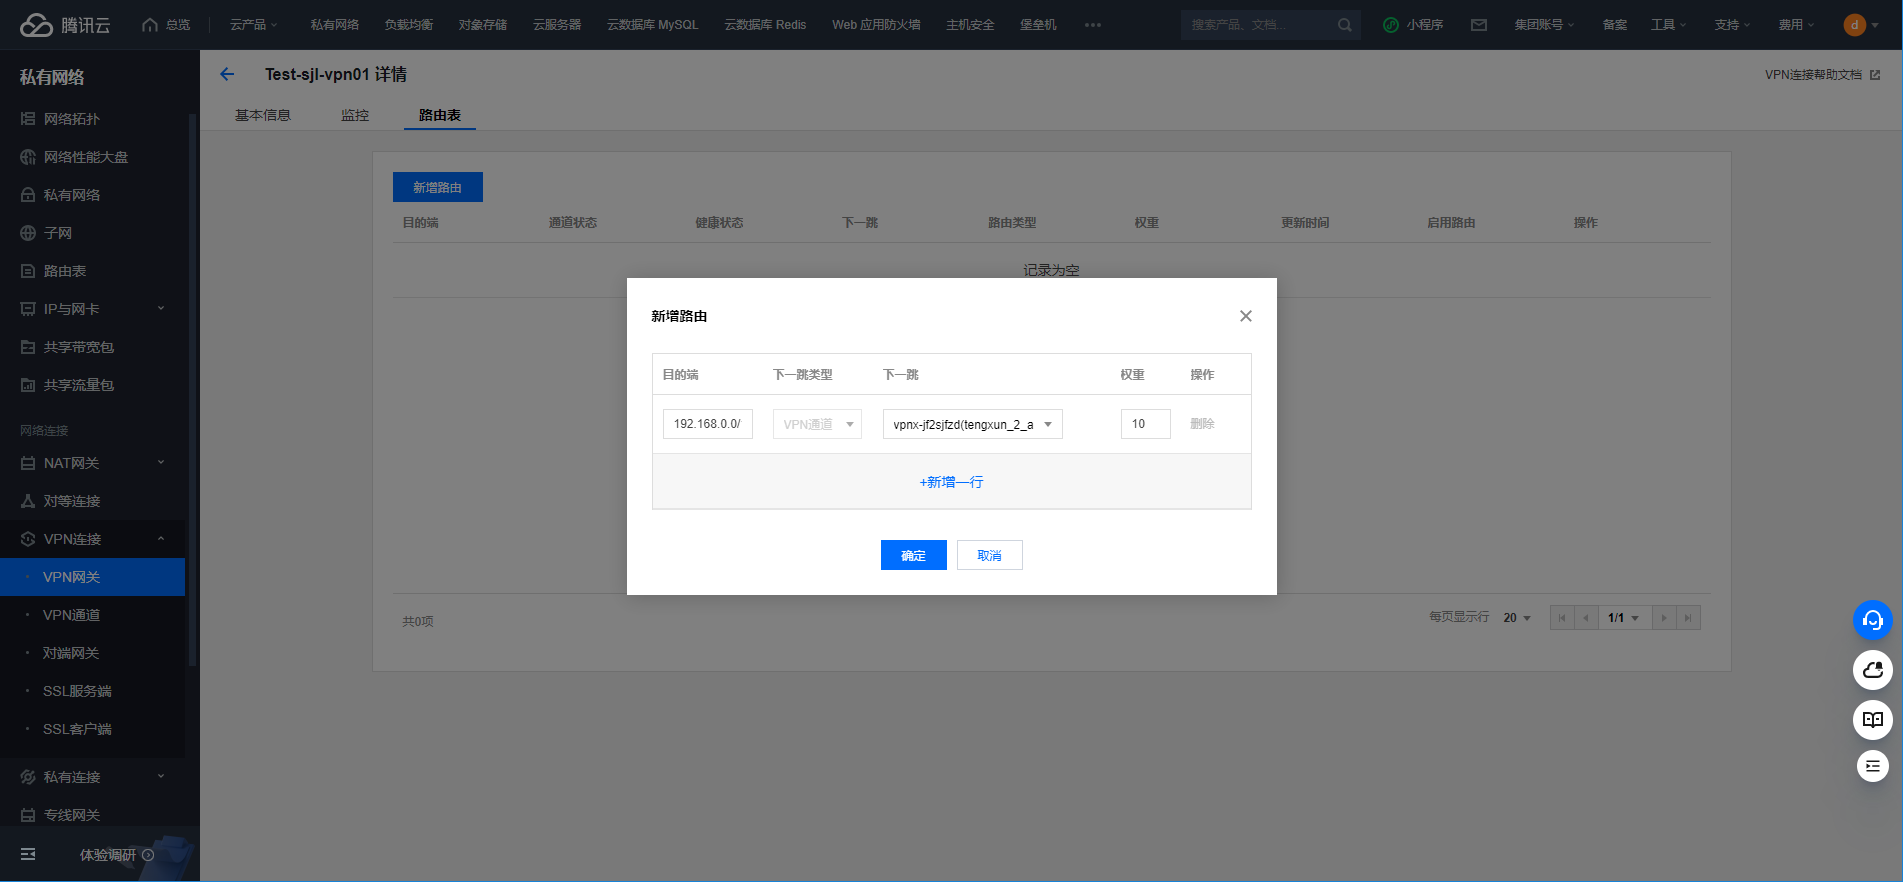 腾讯云
总览
云产品
私有网络
负载均衡
对象存储
云服务器
云数据库 MySQL
云数据库 Redis
Web 应用防火墙
主机安全
堡垒机
搜索产品、文档...
小程序
集团账号
备案
工具
支持
费用
d
私有网络
网络拓扑
网络性能大盘
私有网络
子网
路由表
IP与网卡
共享带宽包
共享流量包
网络连接
NAT网关
对等连接
VPN连接
VPN网关
VPN通道
对端网关
SSL服务端
SSL客户端
私有连接
专线网关
体验调研
Test-sjl-vpn01 详情
VPN连接帮助文档
基本信息
监控
路由表
新增路由
目的端
通道状态
健康状态
下一跳
路由类型
权重
更新时间
启用路由
操作
记录为空
新增路由
目的端
下一跳类型
下一跳
权重
操作
192.168.0.0/
VPN通道
vpnx-jf2sjfzd(tengxun_2_a
10
删除
+新增一行
确定
取消
共0项
每页显示行
20
1/1